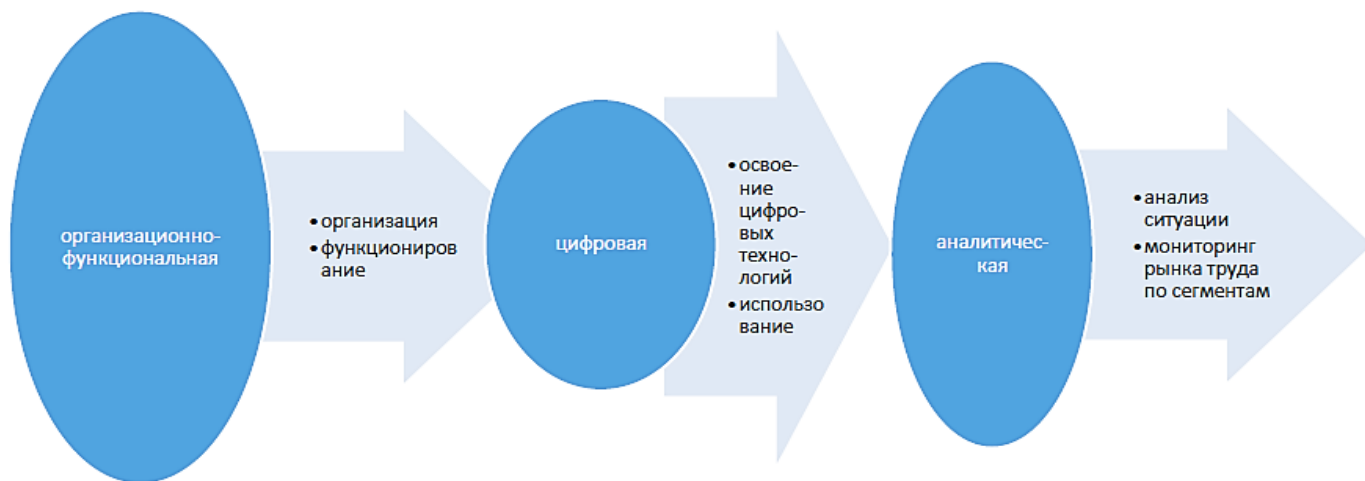 организационно-
функциональная
• организация
• функциониров
ание
цифровая
• освое-
ние
цифро-
вых
техно-
логий
• использо
вание
аналитичес-
кая
• анализ
ситуации
• мониторинг
рынка труда
по сегментам